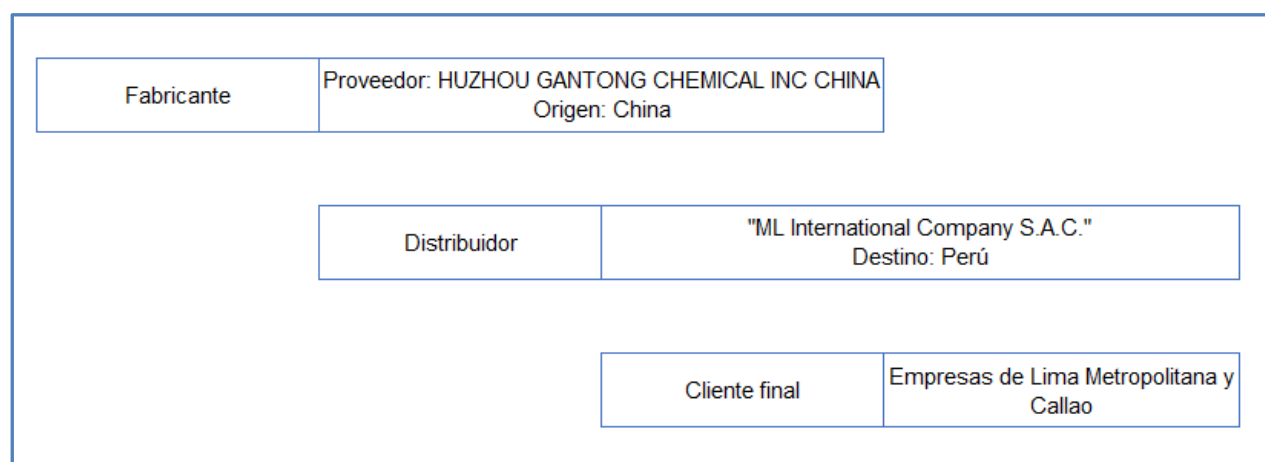 Fabricante
Proveedor: HUZHOU GANTONG CHEMICAL INC CHINA
Origen: China
Distribuidor
"ML International Company S.A.C."
Destino: Perú
Cliente final
Empresas de Lima Metropolitana y
Callao